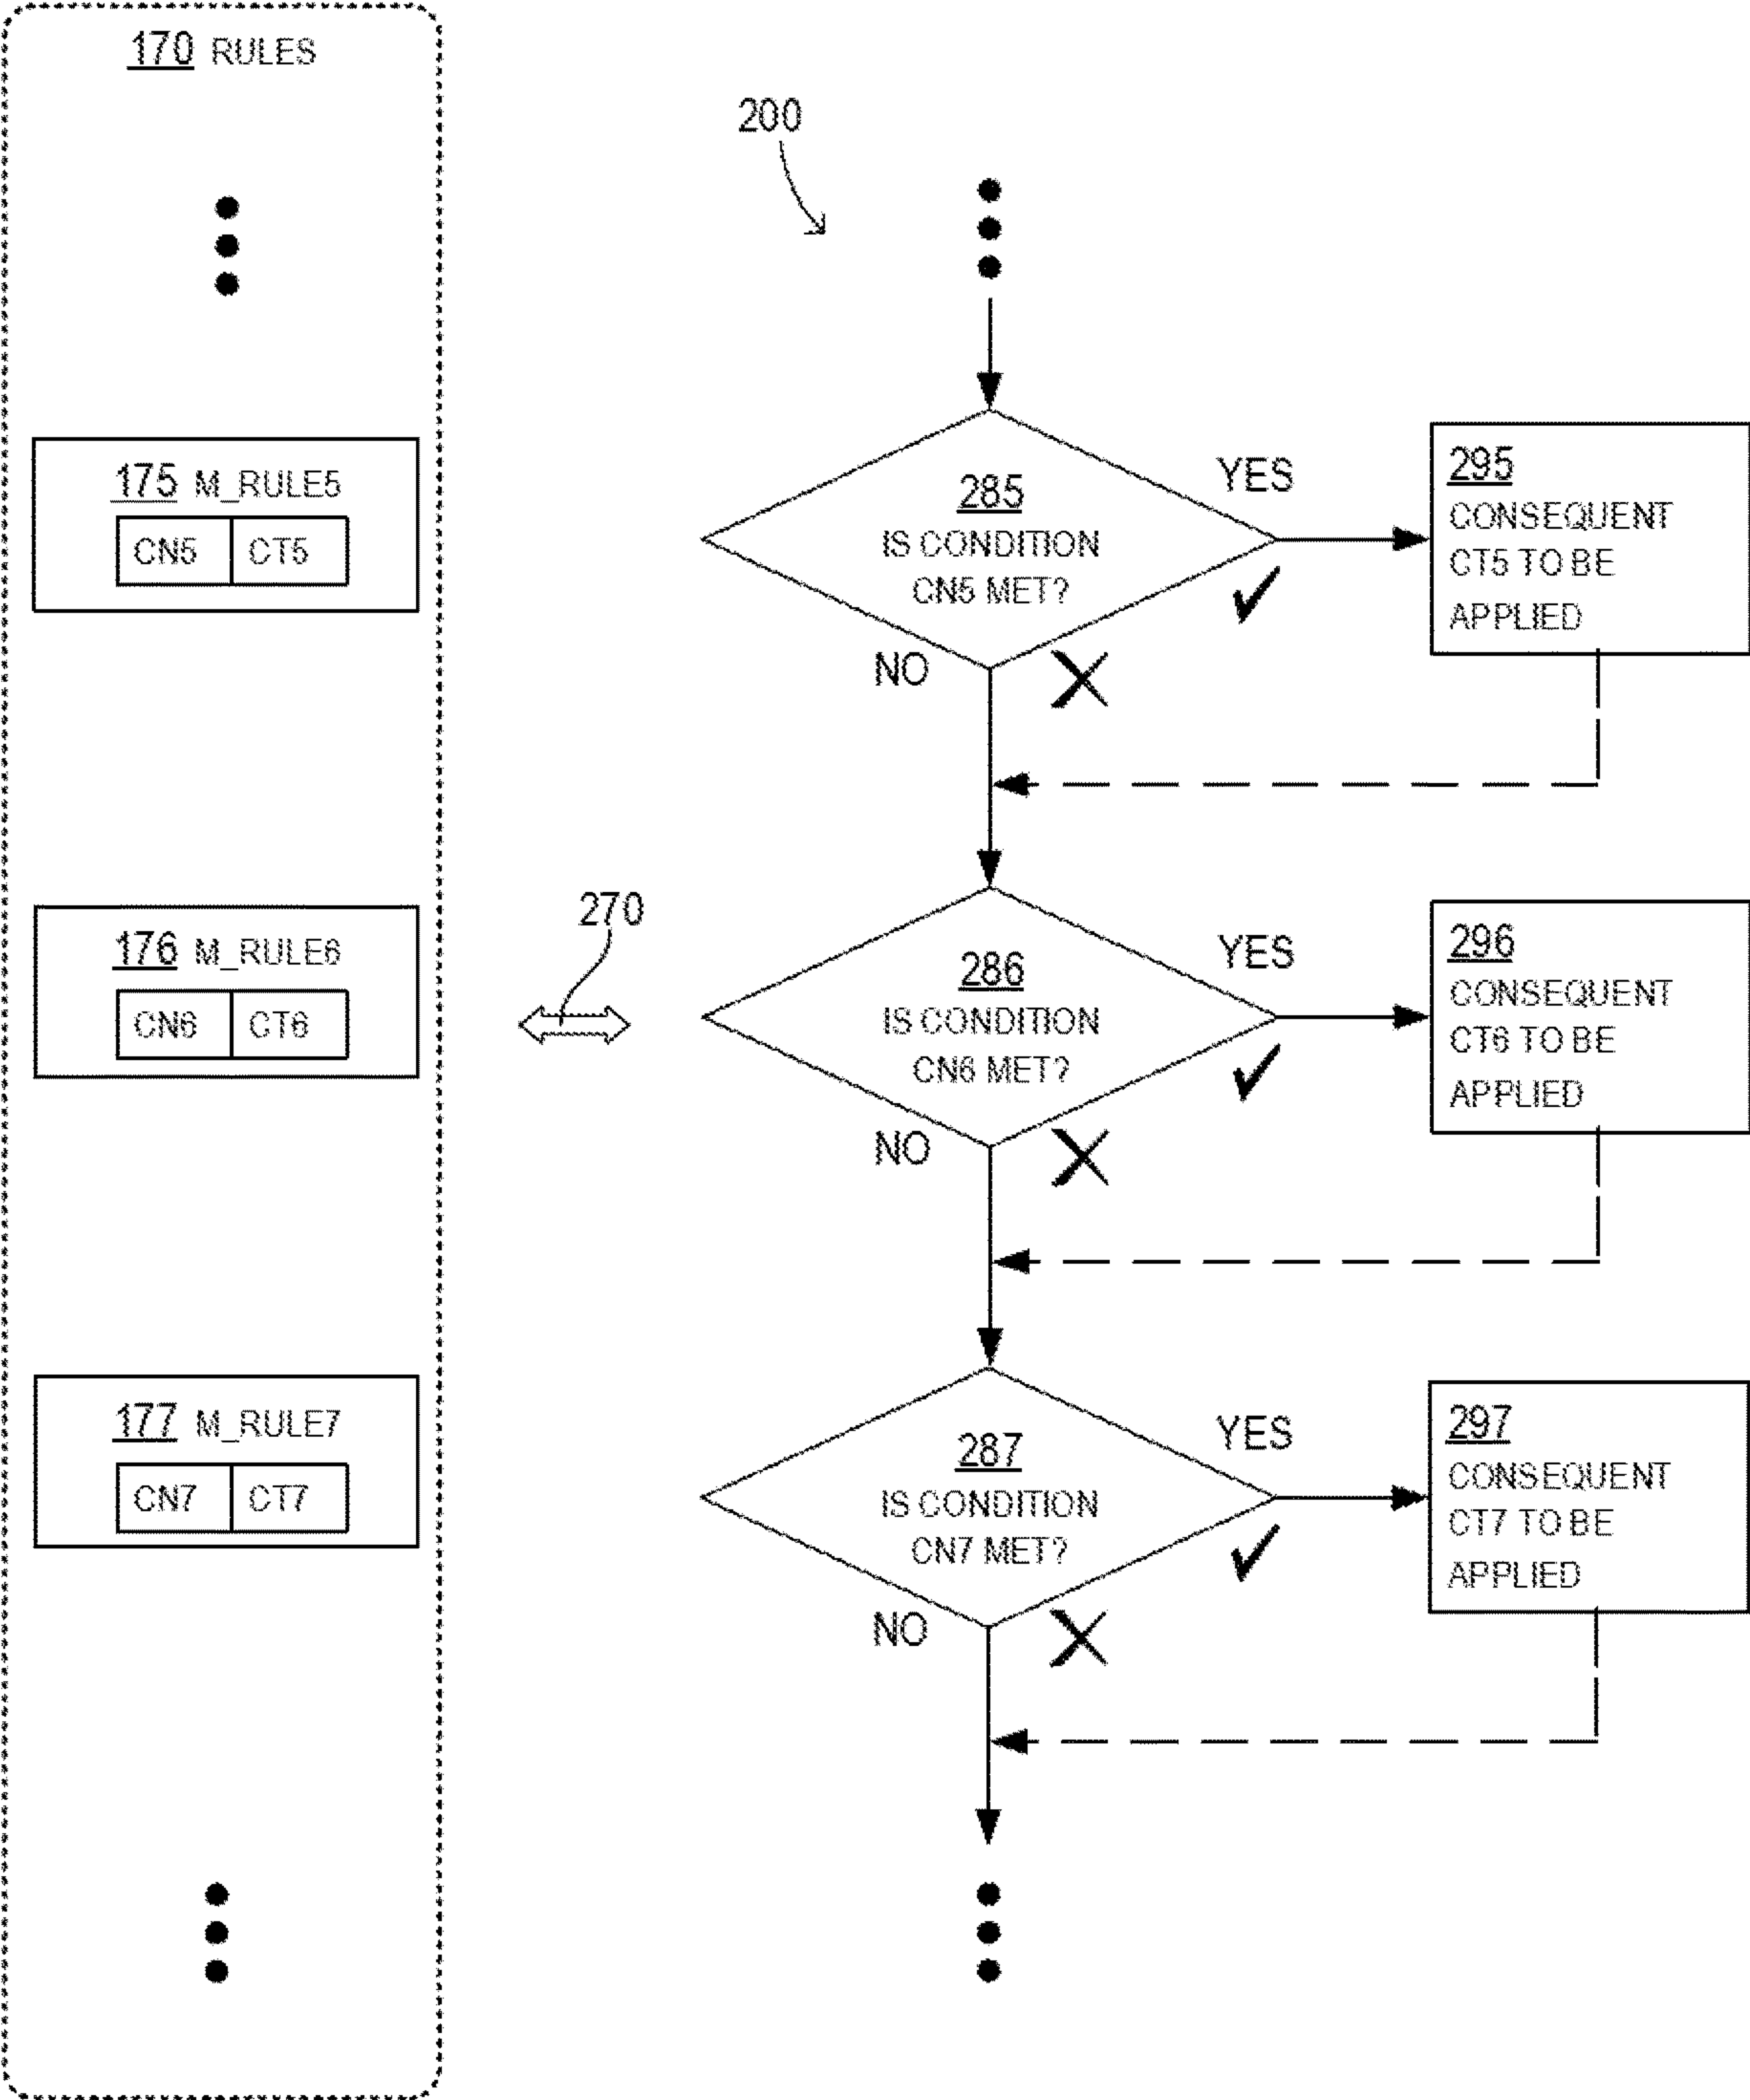 170 RULES
200
175 M_RULE5
CN5 CT5
285
IS CONDITION
CN5 MET?
YES
NO
295
CONSEQUENT
CT5 TO BE
APPLIED
270
176 M_RULE6
CN6 CT6
286
IS CONDITION
CN6 MET?
YES
NO
296
CONSEQUENT
CT6 TO BE
APPLIED
177 M_RULE7
CN7 CT7
287
IS CONDITION
CN7 MET?
YES
NO
297
CONSEQUENT
CT7 TO BE
APPLIED